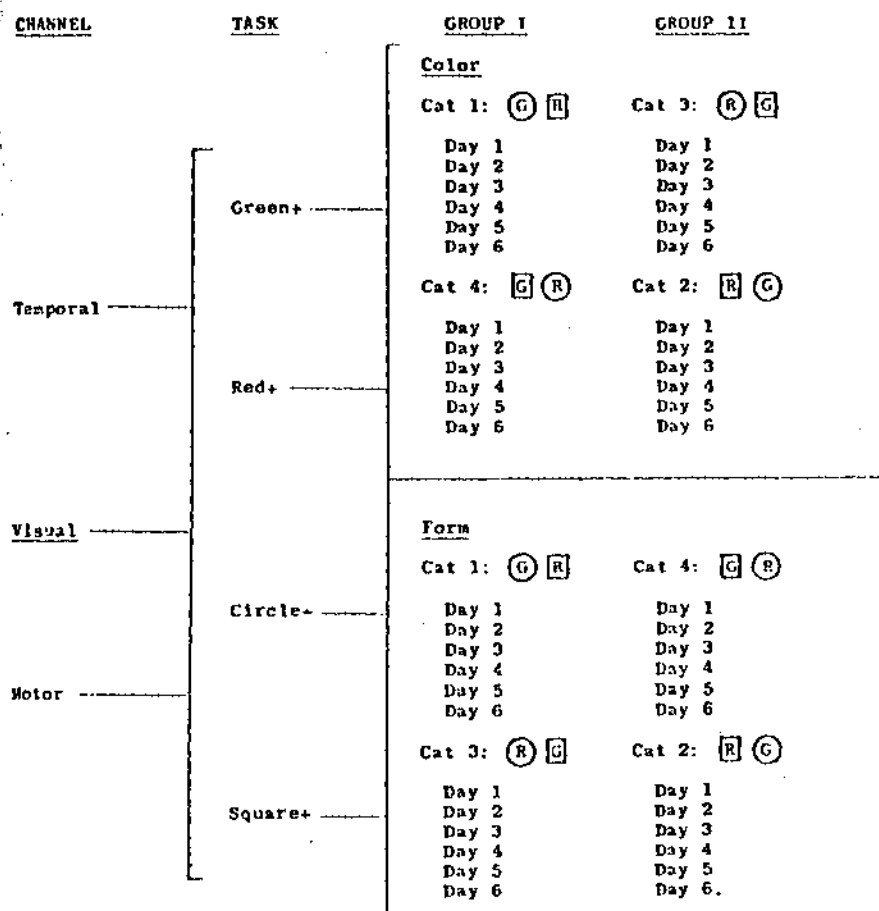 CHANNEL TASK GROUP I GROUP II
Color
Cat 1: G R Cat 3: R G
Day 1 Day 1
Day 2 Day 2
Day 3 Day 3
Green+ Day 4 Day 4
Day 5 Day 5
Day 6 Day 6
Cat 4: G R Cat 2: R G
Temporal
Day 1 Day 1
Day 2 Day 2
Day 3 Day 3
Red+ Day 4 Day 4
Day 5 Day 5
Day 6 Day 6
Visual Form
Cat 1: G R Cat 4: G R
Circle+ Day 1 Day 1
Day 2 Day 2
Day 3 Day 3
Day 4 Day 4
Motor Day 5 Day 5
Day 6 Day 6
Cat 3: R G Cat 2: R G
Day 1 Day 1
Square+ Day 2 Day 2
Day 3 Day 3
Day 4 Day 4
Day 5 Day 5
Day 6 Day 6.